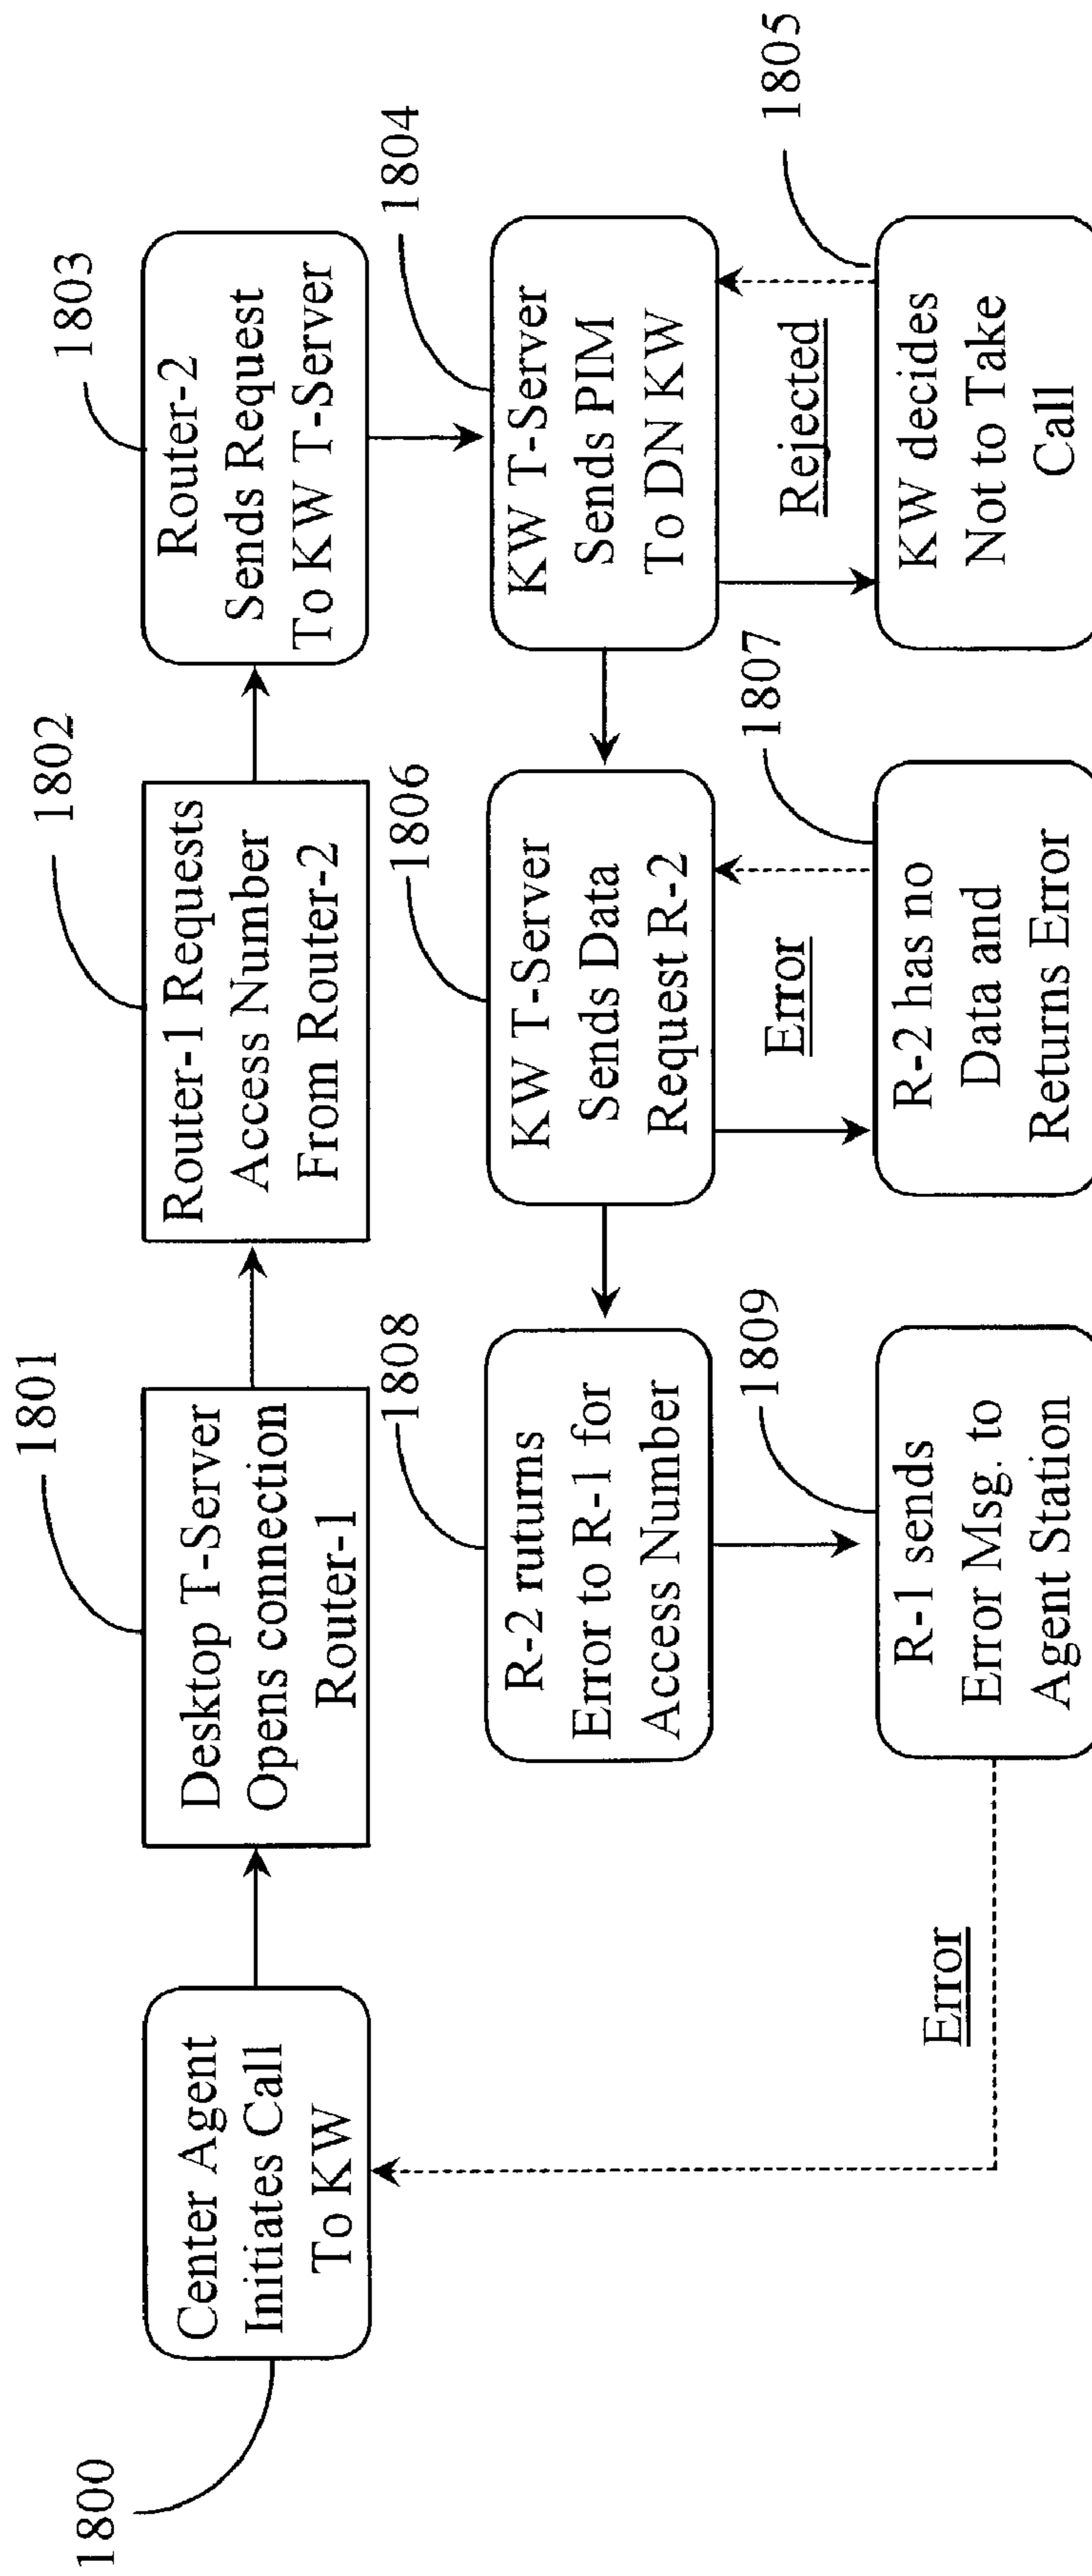 1800
Center Agent
Initiates Call
To KW
1801
Desktop T-Server
Opens connection
Router-1
1802
Router-1 Requests
Access Number
From Router-2
1803
Router-2
Sends Request
To KW T-Server
1804
KW T-Server
Sends PIM
To DN KW
Rejected
1805
KW decides
Not to Take
Call
1806
KW T-Server
Sends Data
Request R-2
Error
1807
R-2 has no
Data and
Returns Error
1808
R-2 ruturns
Error to R-1 for
Access Number
1809
R-1 sends
Error Msg. to
Agent Station
Error